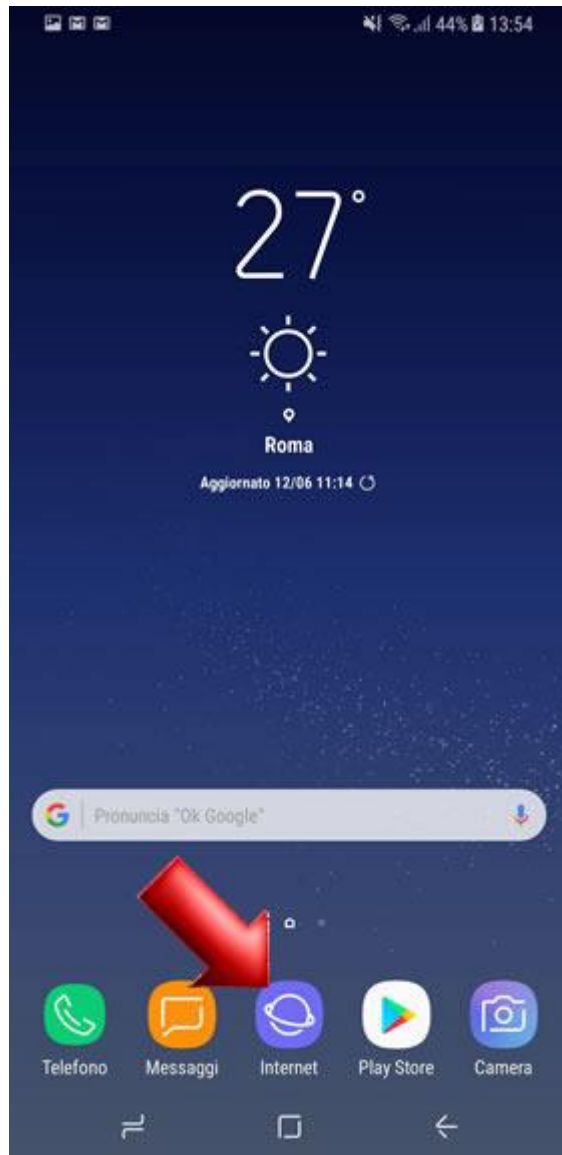 44% 13:54
27°
Roma
Aggiornato 12/06 11:14
Pronuncia "Ok Google"
Telefono Messaggi Internet Play Store Camera